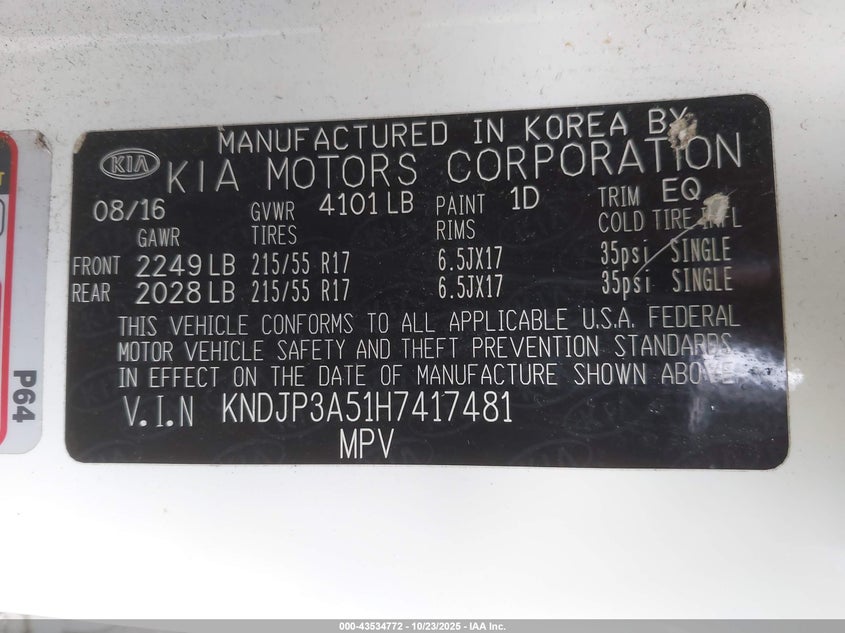 MANUFACTURED IN KOREA BY
KIA KIA MOTORS CORPORATION
08/16 GVWR 4101 LB PAINT 1D TRIM EQ
GAWR TIRES RIMS COLD TIRE INFL
FRONT 2249 LB 215/55 R17 6.5JX17 35psi SINGLE
REAR 2028 LB 215/55 R17 6.5JX17 35psi SINGLE
THIS VEHICLE CONFORMS TO ALL APPLICABLE U.S.A. FEDERAL
MOTOR VEHICLE SAFETY AND THEFT PREVENTION STANDARDS
IN EFFECT ON THE DATE OF MANUFACTURE SHOWN ABOVE.
V.I.N KNDJP3A51H7417481
MPV
P64
000-43534772 - 10/23/2025 - IAA Inc.